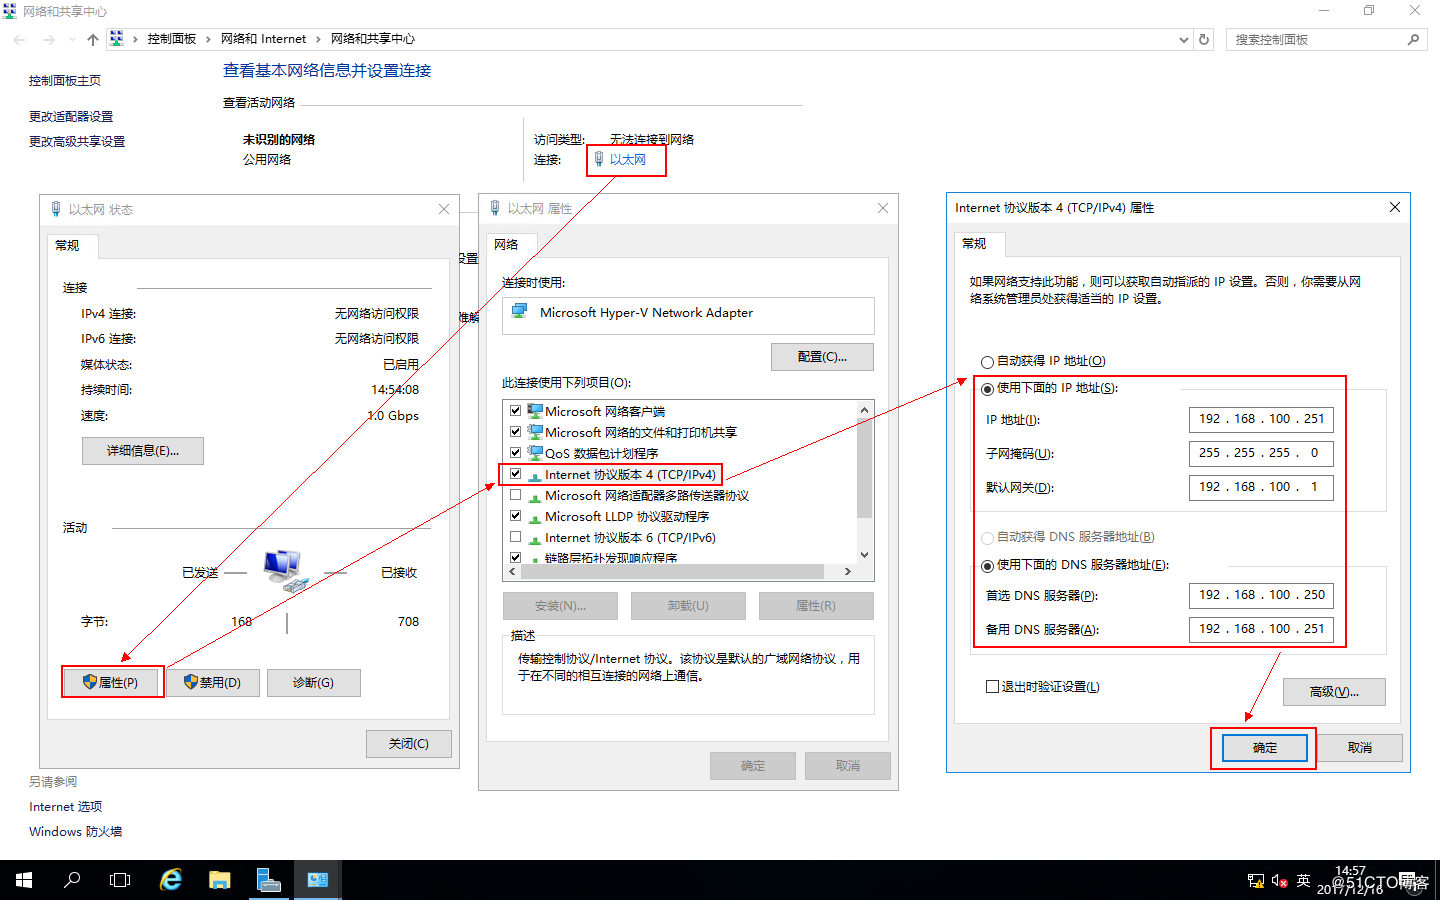 网络和共享中心
控制面板 › 网络和 Internet › 网络和共享中心
搜索控制面板
控制面板主页
更改适配器设置
更改高级共享设置
查看基本网络信息并设置连接
查看活动网络
未识别的网络
公用网络
访问类型: 无法连接到网络
连接: 以太网
以太网 状态
常规
连接
IPv4 连接: 无网络访问权限
IPv6 连接: 无网络访问权限
媒体状态: 已启用
持续时间: 14:54:08
速度: 1.0 Gbps
详细信息(E)...
活动
已发送 已接收
字节: 168 708
属性(P) 禁用(D) 诊断(G)
关闭(C)
设置
难解
以太网 属性
网络
连接时使用:
Microsoft Hyper-V Network Adapter
配置(C)...
此连接使用下列项目(O):
Microsoft 网络客户端
Microsoft 网络的文件和打印机共享
QoS 数据包计划程序
Internet 协议版本 4 (TCP/IPv4)
Microsoft 网络适配器多路传送器协议
Microsoft LLDP 协议驱动程序
Internet 协议版本 6 (TCP/IPv6)
链路层拓扑发现响应程序
安装(N)... 卸载(U) 属性(R)
描述
传输控制协议/Internet 协议。该协议是默认的广域网络协议，用
于在不同的相互连接的网络上通信。
确定 取消
Internet 协议版本 4 (TCP/IPv4) 属性
常规
如果网络支持此功能，则可以获取自动指派的 IP 设置。否则，你需要从网
络系统管理员处获得适当的 IP 设置。
自动获得 IP 地址(O)
使用下面的 IP 地址(S):
IP 地址(I): 192 . 168 . 100 . 251
子网掩码(U): 255 . 255 . 255 . 0
默认网关(D): 192 . 168 . 100 . 1
自动获得 DNS 服务器地址(B)
使用下面的 DNS 服务器地址(E):
首选 DNS 服务器(P): 192 . 168 . 100 . 250
备用 DNS 服务器(A): 192 . 168 . 100 . 251
退出时验证设置(L)
高级(V)...
确定 取消
另请参阅
Internet 选项
Windows 防火墙
英
14:57
2017/12/16
@51CTO博客